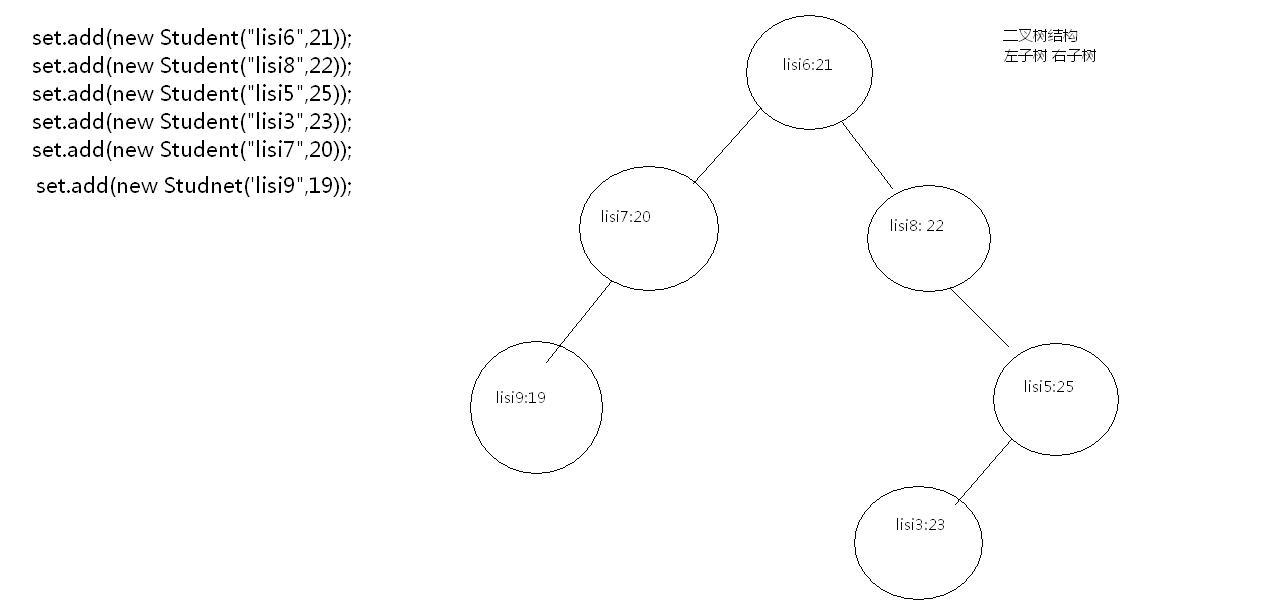 set.add(new Student("lisi6",21));
set.add(new Student("lisi8",22));
set.add(new Student("lisi5",25));
set.add(new Student("lisi3",23));
set.add(new Student("lisi7",20));
set.add(new Studnet('lisi9",19));
二叉树结构
左子树 右子树
lisi6:21
lisi7:20
lisi8: 22
lisi9:19
lisi5:25
lisi3:23